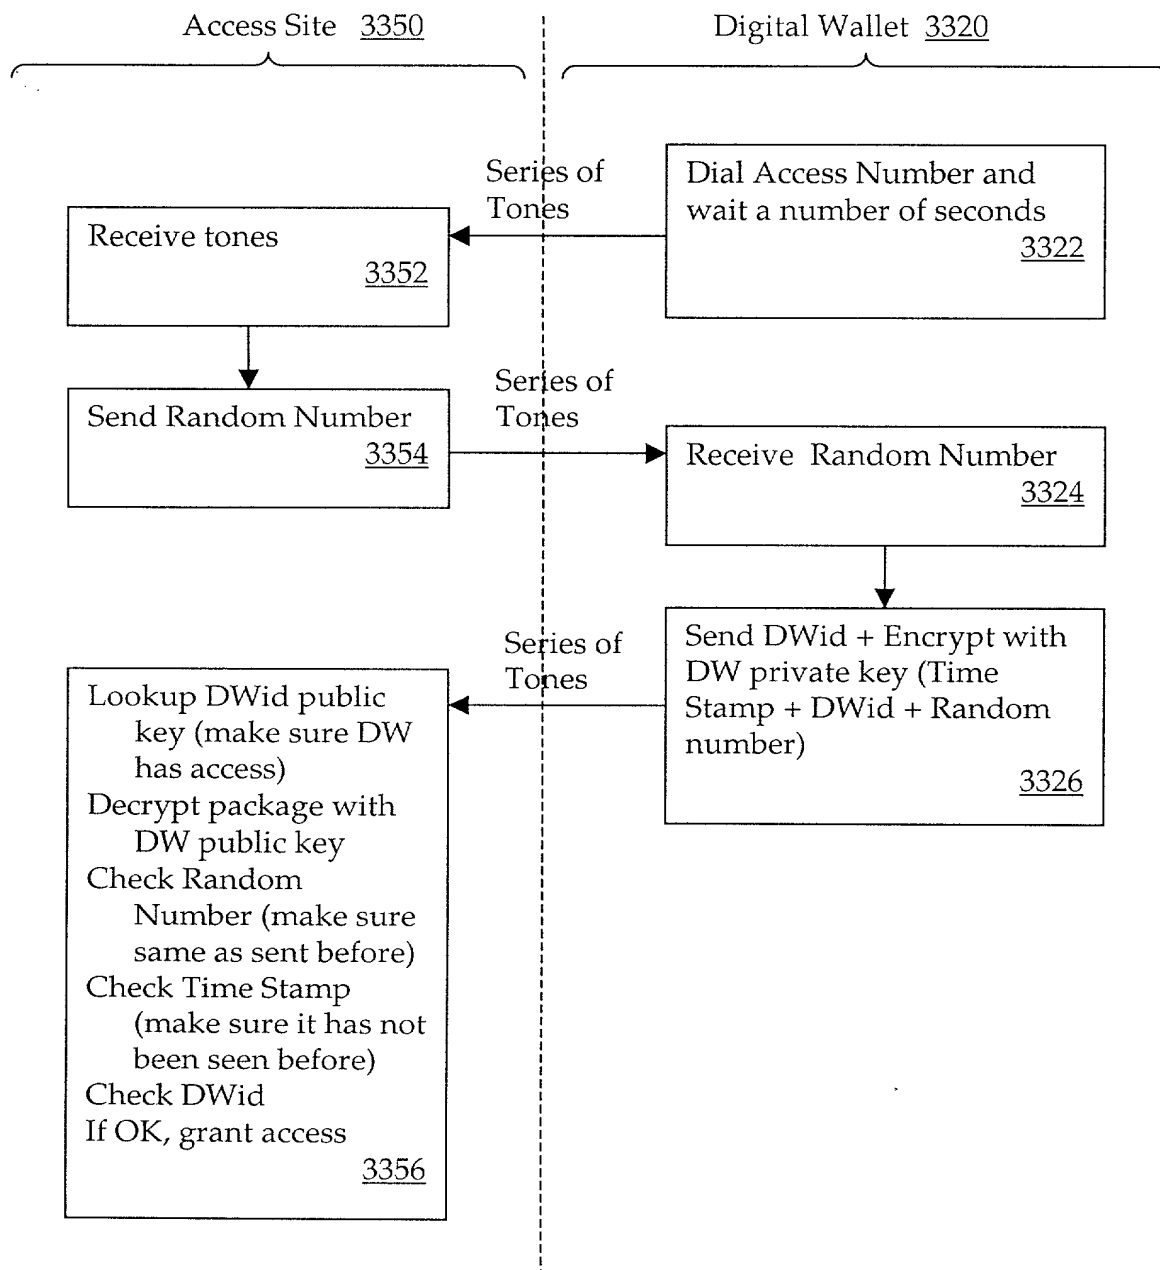 Access Site 3350
Digital Wallet 3320
Series of
Tones
Dial Access Number and
wait a number of seconds
3322
Receive tones
3352
Series of
Tones
Send Random Number
3354
Receive Random Number
3324
Series of
Tones
Send DWid + Encrypt with
DW private key (Time
Stamp + DWid + Random
number)
3326
Lookup DWid public
key (make sure DW
has access)
Decrypt package with
DW public key
Check Random
Number (make sure
same as sent before)
Check Time Stamp
(make sure it has not
been seen before)
Check DWid
If OK, grant access
3356